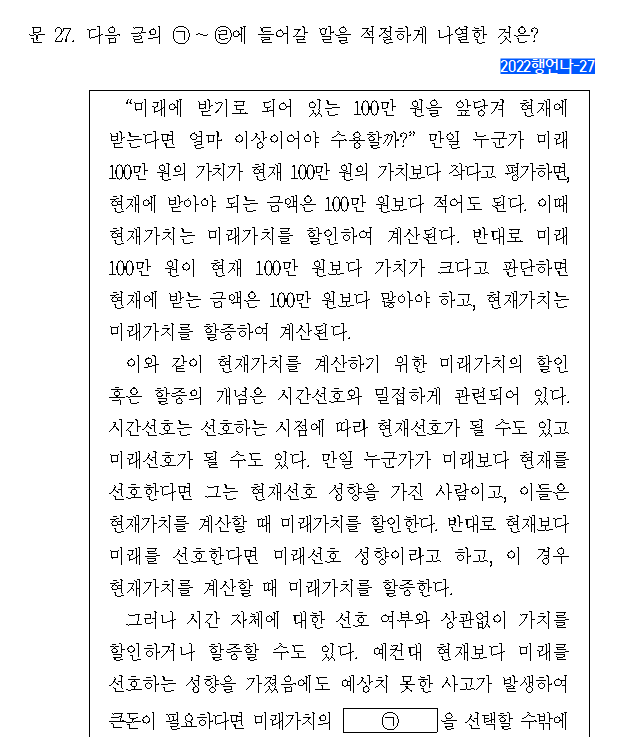 문 27. 다음 글의 ㉠~㉣에 들어갈 말을 적절하게 나열한 것은?
2022행언나-27
“미래에 받기로 되어 있는 100만 원을 앞당겨 현재에
받는다면 얼마 이상이어야 수용할까?” 만일 누군가 미래
100만 원의 가치가 현재 100만 원의 가치보다 작다고 평가하면,
현재에 받아야 되는 금액은 100만 원보다 적어도 된다. 이때
현재가치는 미래가치를 할인하여 계산된다. 반대로 미래
100만 원이 현재 100만 원보다 가치가 크다고 판단하면
현재에 받는 금액은 100만 원보다 많아야 하고, 현재가치는
미래가치를 할증하여 계산된다.
이와 같이 현재가치를 계산하기 위한 미래가치의 할인
혹은 할증의 개념은 시간선호와 밀접하게 관련되어 있다.
시간선호는 선호하는 시점에 따라 현재선호가 될 수도 있고
미래선호가 될 수도 있다. 만일 누군가가 미래보다 현재를
선호한다면 그는 현재선호 성향을 가진 사람이고, 이들은
현재가치를 계산할 때 미래가치를 할인한다. 반대로 현재보다
미래를 선호한다면 미래선호 성향이라고 하고, 이 경우
현재가치를 계산할 때 미래가치를 할증한다.
그러나 시간 자체에 대한 선호 여부와 상관없이 가치를
할인하거나 할증할 수도 있다. 예컨대 현재보다 미래를
선호하는 성향을 가졌음에도 예상치 못한 사고가 발생하여
큰돈이 필요하다면 미래가치의 ㉠ 을 선택할 수밖에